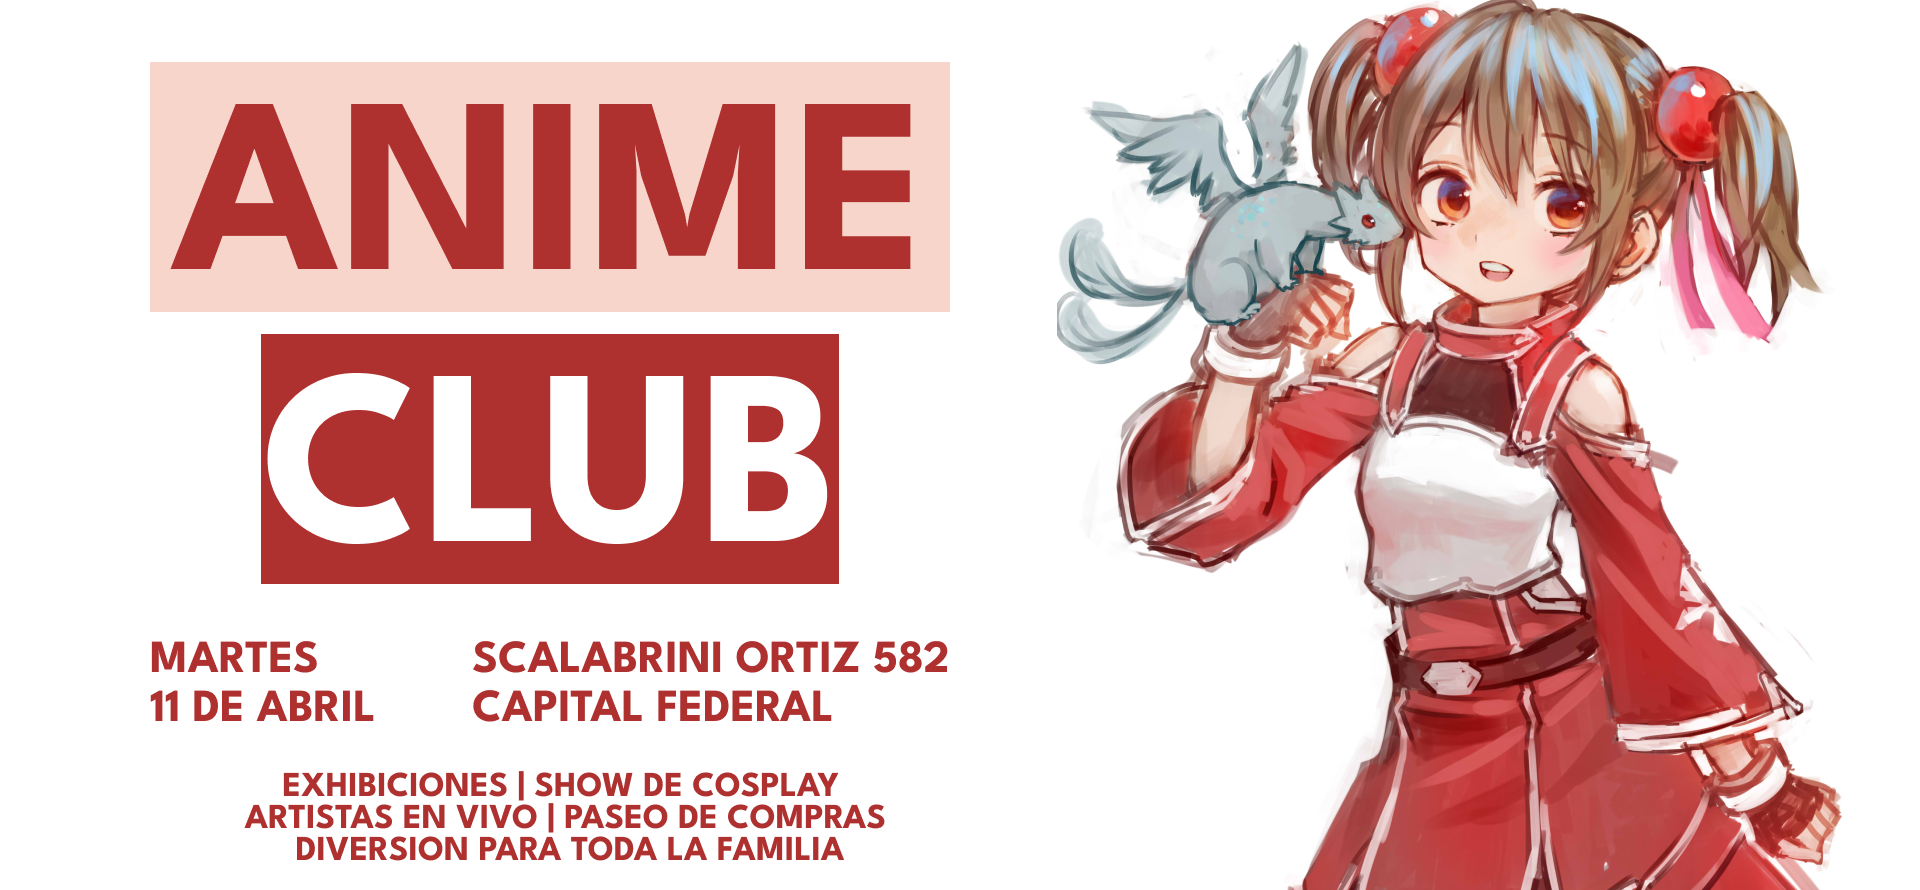 ANIME
CLUB
MARTES
11 DE ABRIL
SCALABRINI ORTIZ 582
CAPITAL FEDERAL
EXHIBICIONES | SHOW DE COSPLAY
ARTISTAS EN VIVO | PASEO DE COMPRAS
DIVERSION PARA TODA LA FAMILIA